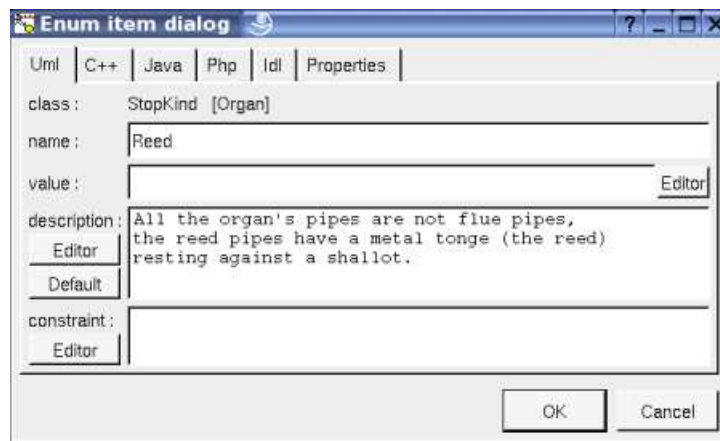 Enum item dialog ? _ X
Uml C++ Java Php Idl Properties
class : StopKind [Organ]
name : Reed
value : Editor
description : All the organ's pipes are not flue pipes,
the reed pipes have a metal tonge (the reed)
Editor
resting against a shallot.
Default
constraint :
Editor
OK Cancel